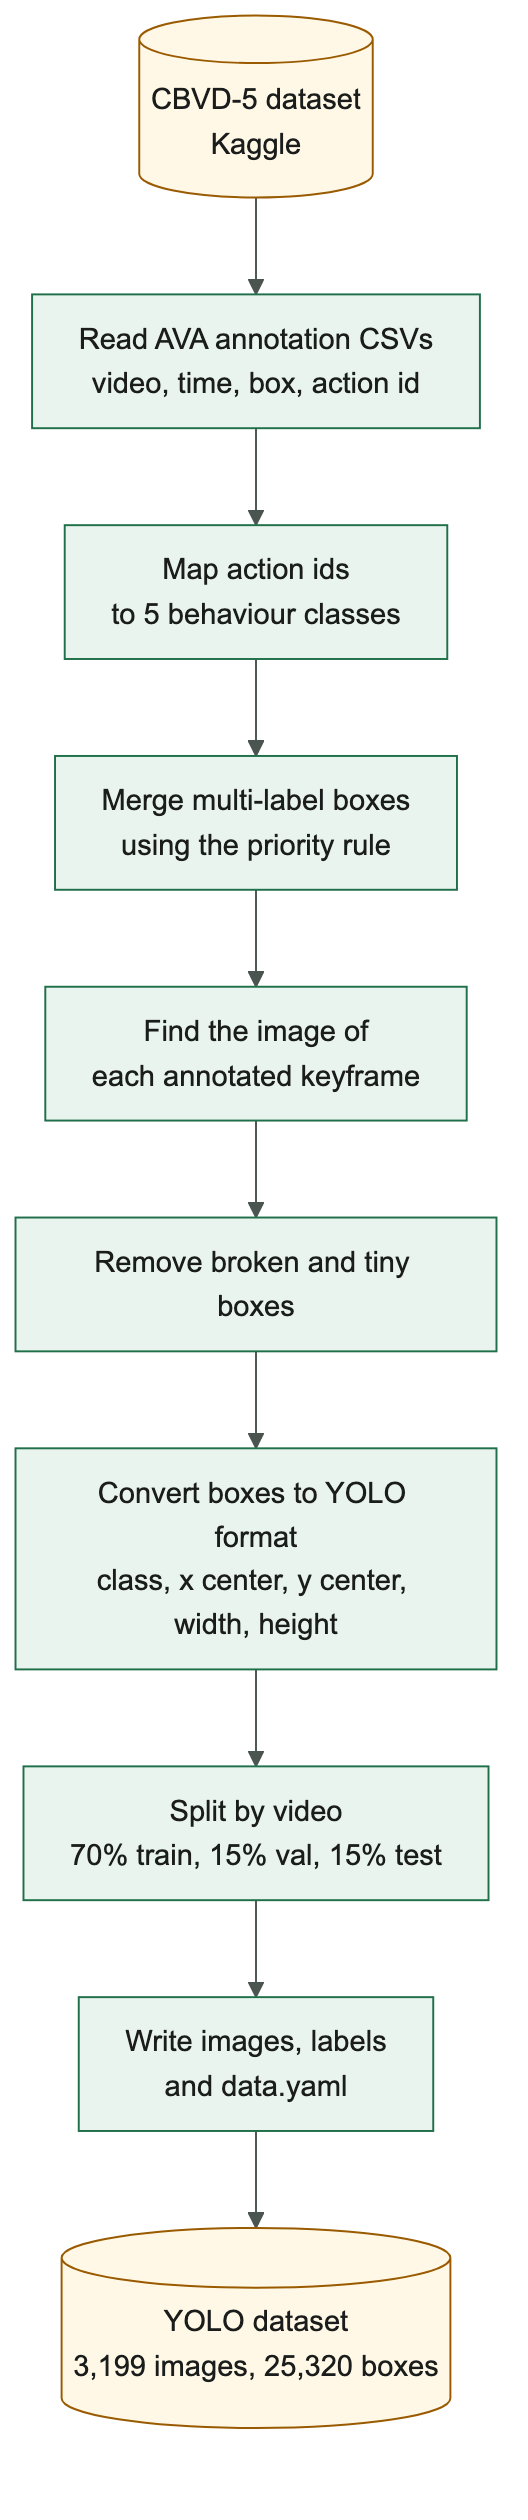 CBVD-5 dataset
Kaggle
Read AVA annotation CSVs
video, time, box, action id
Map action ids
to 5 behaviour classes
Merge multi-label boxes
using the priority rule
Find the image of
each annotated keyframe
Remove broken and tiny
boxes
Convert boxes to YOLO
format
class, x center, y center,
width, height
Split by video
70% train, 15% val, 15% test
Write images, labels
and data.yaml
YOLO dataset
3,199 images, 25,320 boxes